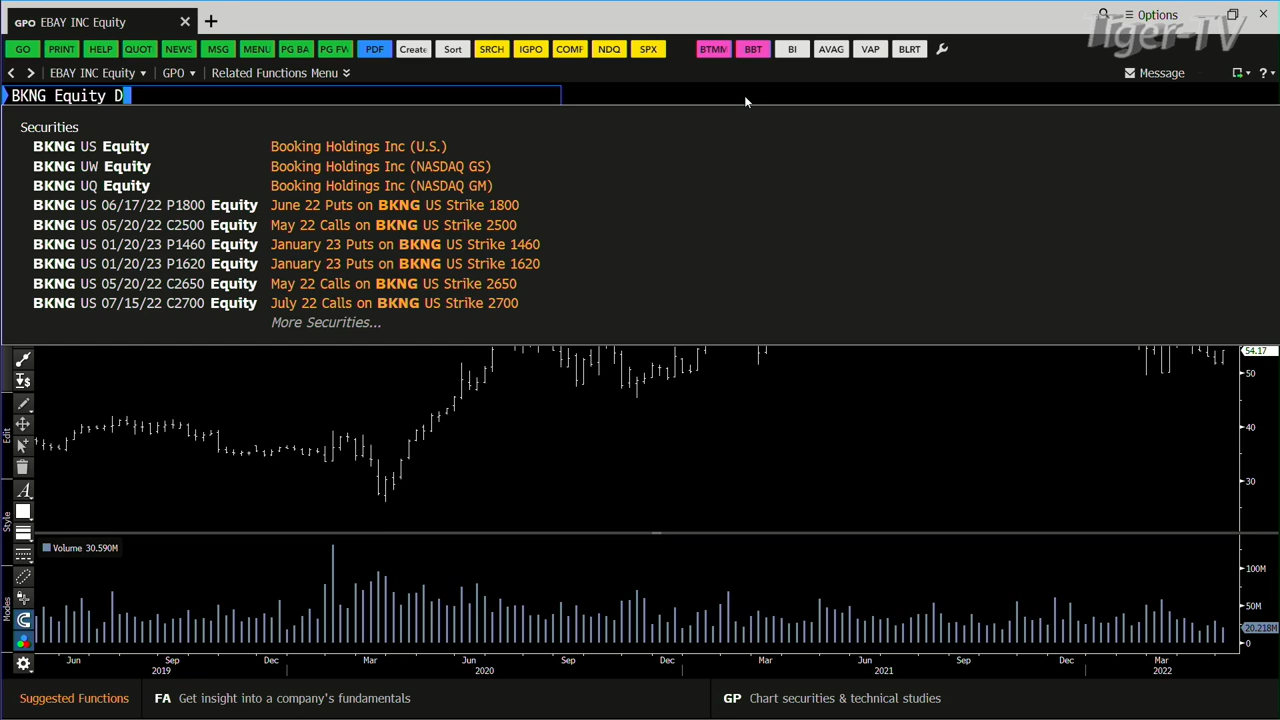 GPO EBAY INC Equity
Options
Tiger-TV
GO PRINT HELP QUOT NEWS MSG MENU PG BA PG FW PDF Create Sort SRCH IGPO COMF NDQ SPX BTMM BBT BI AVAG VAP BLRT
EBAY INC Equity GPO Related Functions Menu Message ?
BKNG Equity D
Securities
BKNG US Equity Booking Holdings Inc (U.S.)
BKNG UW Equity Booking Holdings Inc (NASDAQ GS)
BKNG UQ Equity Booking Holdings Inc (NASDAQ GM)
BKNG US 06/17/22 P1800 Equity June 22 Puts on BKNG US Strike 1800
BKNG US 05/20/22 C2500 Equity May 22 Calls on BKNG US Strike 2500
BKNG US 01/20/23 P1460 Equity January 23 Puts on BKNG US Strike 1460
BKNG US 01/20/23 P1620 Equity January 23 Puts on BKNG US Strike 1620
BKNG US 05/20/22 C2650 Equity May 22 Calls on BKNG US Strike 2650
BKNG US 07/15/22 C2700 Equity July 22 Calls on BKNG US Strike 2700
More Securities...
54.17
50
40
30
Edit
Style
Modes
Volume 30.590M
100M
50M
20.218M
0
Jun Sep Dec Mar Jun Sep Dec Mar Jun Sep Dec Mar
2019 2020 2021 2022
Suggested Functions FA Get insight into a company's fundamentals GP Chart securities & technical studies